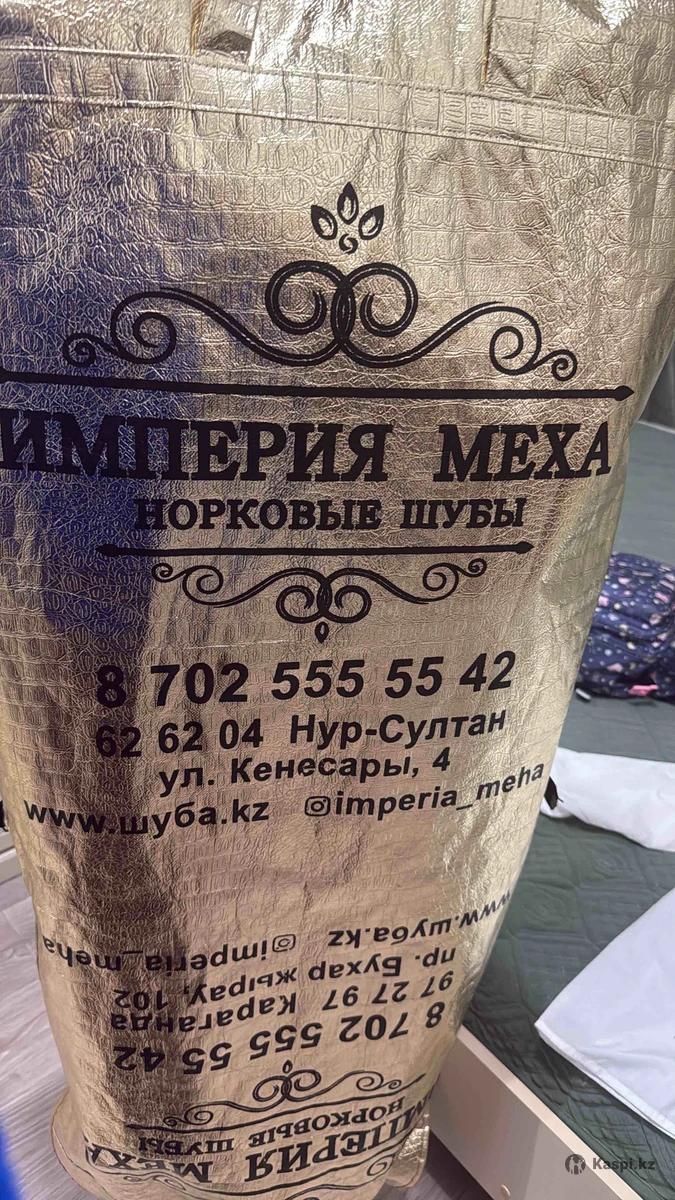 ИМПЕРИЯ МЕХА
НОРКОВЫЕ ШУБЫ
8 702 555 55 42
62 62 04 Нур-Султан
ул. Кенесары, 4
www.шуба.kz imperia_meha
www.шуба.kz imperia_meha
пр. Бухар жырау, 102
97 27 97 Караганда
8 702 555 55 42
НОРКОВЫЕ ШУБЫ
ИМПЕРИЯ МЕХА
Kaspi.kz